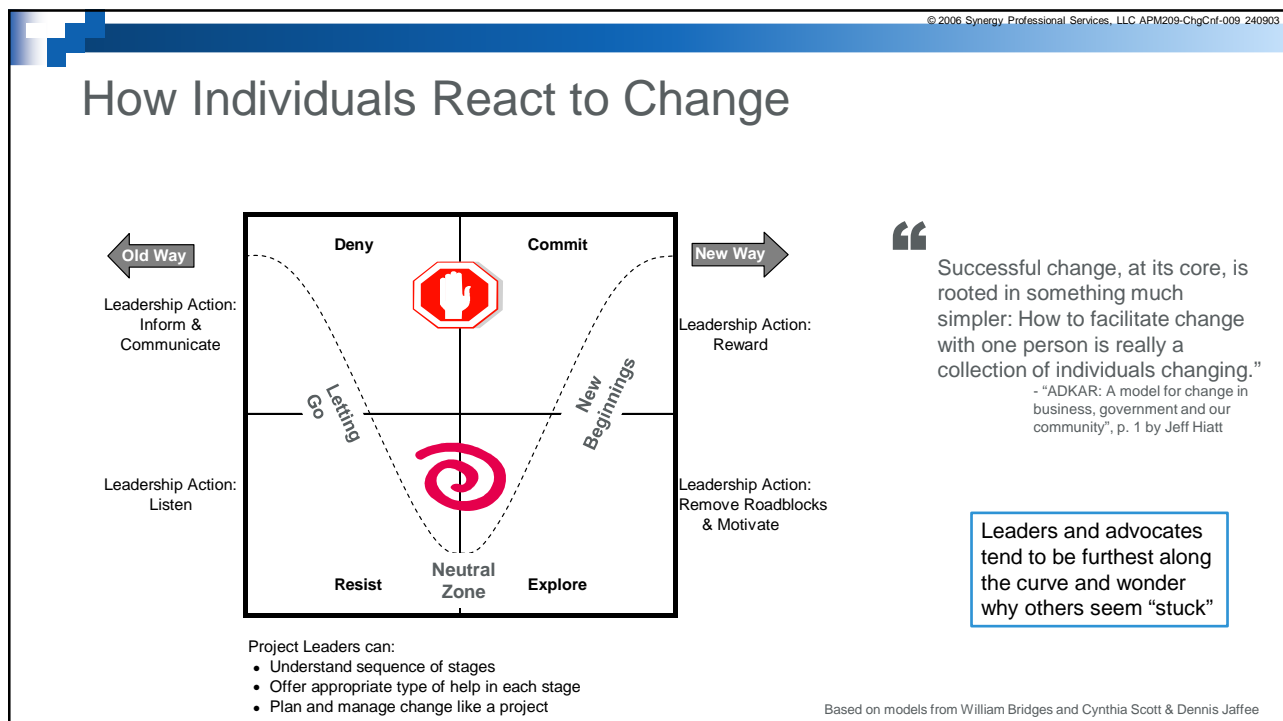 © 2006 Synergy Professional Services, LLC APM209-ChgCnf-009 240903
How Individuals React to Change
Old Way
Deny
Commit
New Way
Leadership Action:
Inform &
Communicate
Leadership Action:
Reward
Letting
Go
New
Beginnings
Leadership Action:
Listen
Leadership Action:
Remove Roadblocks
& Motivate
Resist
Neutral
Zone
Explore
Project Leaders can:
• Understand sequence of stages
• Offer appropriate type of help in each stage
• Plan and manage change like a project
“
Successful change, at its core, is
rooted in something much
simpler: How to facilitate change
with one person is really a
collection of individuals changing.”
- “ADKAR: A model for change in
business, government and our
community”, p. 1 by Jeff Hiatt
Leaders and advocates
tend to be furthest along
the curve and wonder
why others seem “stuck”
Based on models from William Bridges and Cynthia Scott & Dennis Jaffee